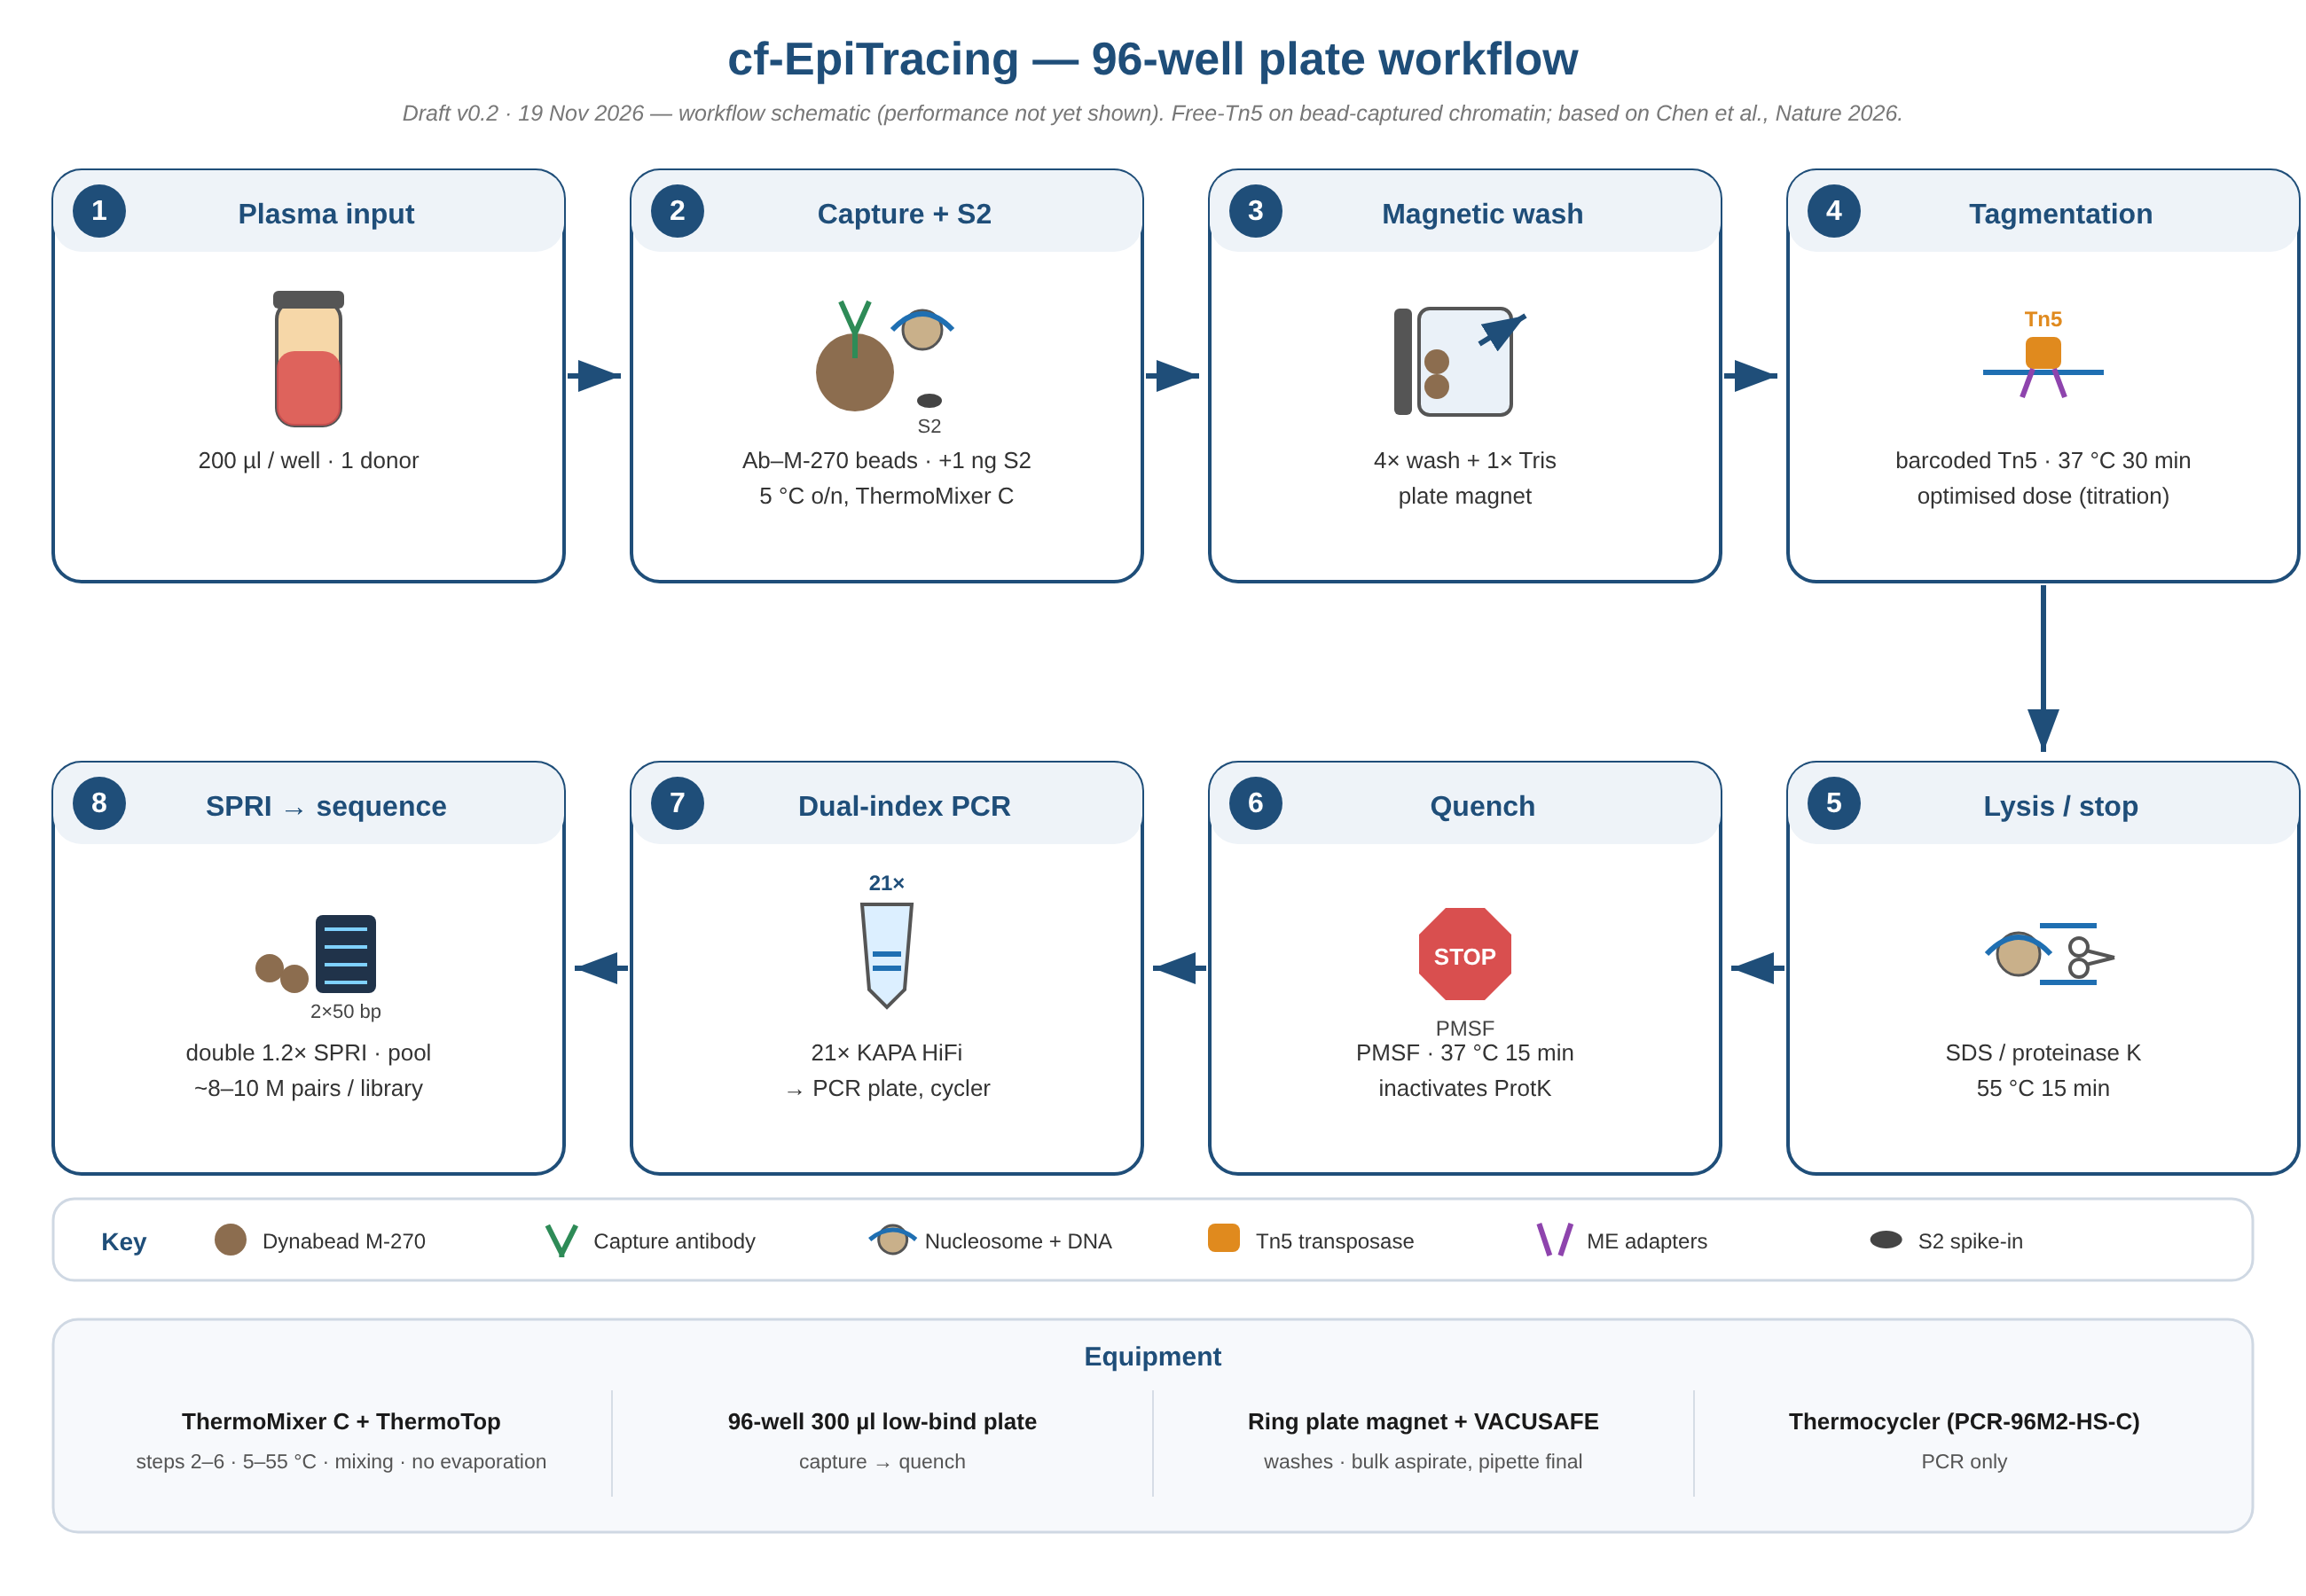 cf-EpiTracing — 96-well plate workflow
Draft v0.2 · 19 Nov 2026 — workflow schematic (performance not yet shown). Free-Tn5 on bead-captured chromatin; based on Chen et al., Nature 2026.
1
Plasma input
200 µl / well · 1 donor
2
Capture + S2
S2
Ab–M-270 beads · +1 ng S2
5 °C o/n, ThermoMixer C
3
Magnetic wash
4× wash + 1× Tris
plate magnet
4
Tagmentation
Tn5
barcoded Tn5 · 37 °C 30 min
optimised dose (titration)
5
Lysis / stop
SDS / proteinase K
55 °C 15 min
6
Quench
STOP
PMSF
PMSF · 37 °C 15 min
inactivates ProtK
7
Dual-index PCR
21×
21× KAPA HiFi
→ PCR plate, cycler
8
SPRI → sequence
2×50 bp
double 1.2× SPRI · pool
~8–10 M pairs / library
Key
Dynabead M-270
Capture antibody
Nucleosome + DNA
Tn5 transposase
ME adapters
S2 spike-in
Equipment
ThermoMixer C + ThermoTop
steps 2–6 · 5–55 °C · mixing · no evaporation
96-well 300 µl low-bind plate
capture → quench
Ring plate magnet + VACUSAFE
washes · bulk aspirate, pipette final
Thermocycler (PCR-96M2-HS-C)
PCR only